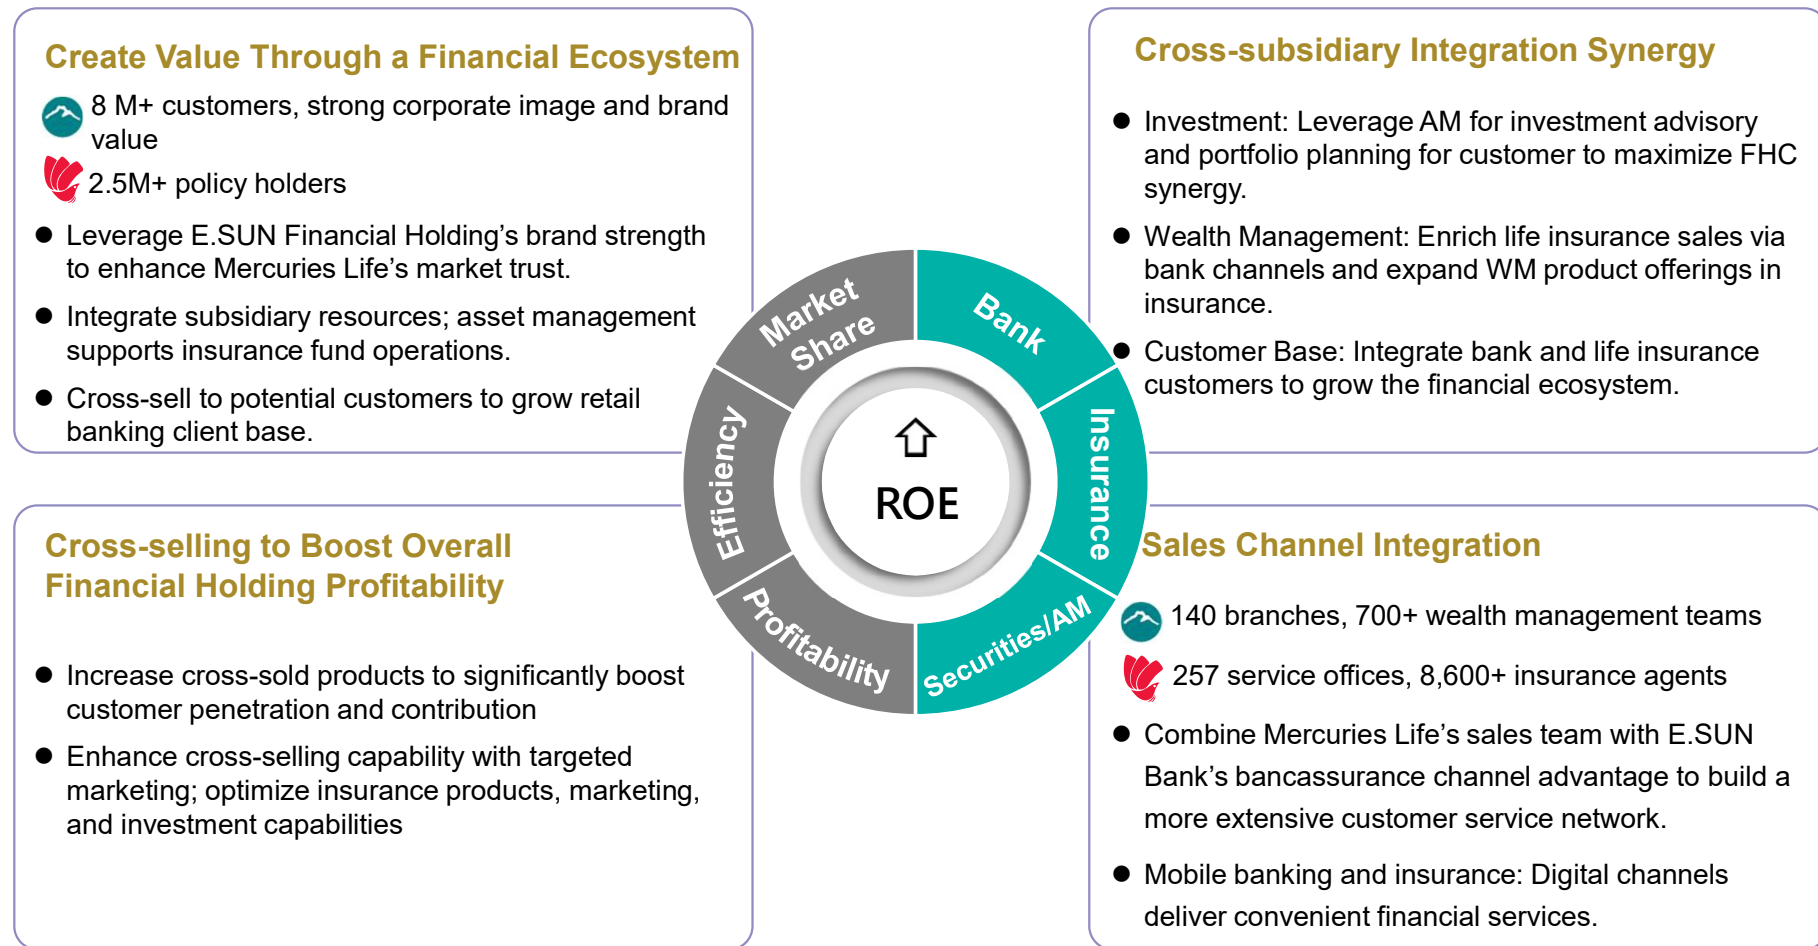 Create Value Through a Financial Ecosystem
8 M+ customers, strong corporate image and brand
value
2.5M+ policy holders
● Leverage E.SUN Financial Holding’s brand strength
to enhance Mercuries Life’s market trust.
● Integrate subsidiary resources; asset management
supports insurance fund operations.
● Cross-sell to potential customers to grow retail
banking client base.
Cross-subsidiary Integration Synergy
● Investment: Leverage AM for investment advisory
and portfolio planning for customer to maximize FHC
synergy.
● Wealth Management: Enrich life insurance sales via
bank channels and expand WM product offerings in
insurance.
● Customer Base: Integrate bank and life insurance
customers to grow the financial ecosystem.
Market
Share
Bank
Efficiency
Insurance
Profitability
Securities/AM
ROE
Cross-selling to Boost Overall
Financial Holding Profitability
● Increase cross-sold products to significantly boost
customer penetration and contribution
● Enhance cross-selling capability with targeted
marketing; optimize insurance products, marketing,
and investment capabilities
Sales Channel Integration
140 branches, 700+ wealth management teams
257 service offices, 8,600+ insurance agents
● Combine Mercuries Life’s sales team with E.SUN
Bank’s bancassurance channel advantage to build a
more extensive customer service network.
● Mobile banking and insurance: Digital channels
deliver convenient financial services.